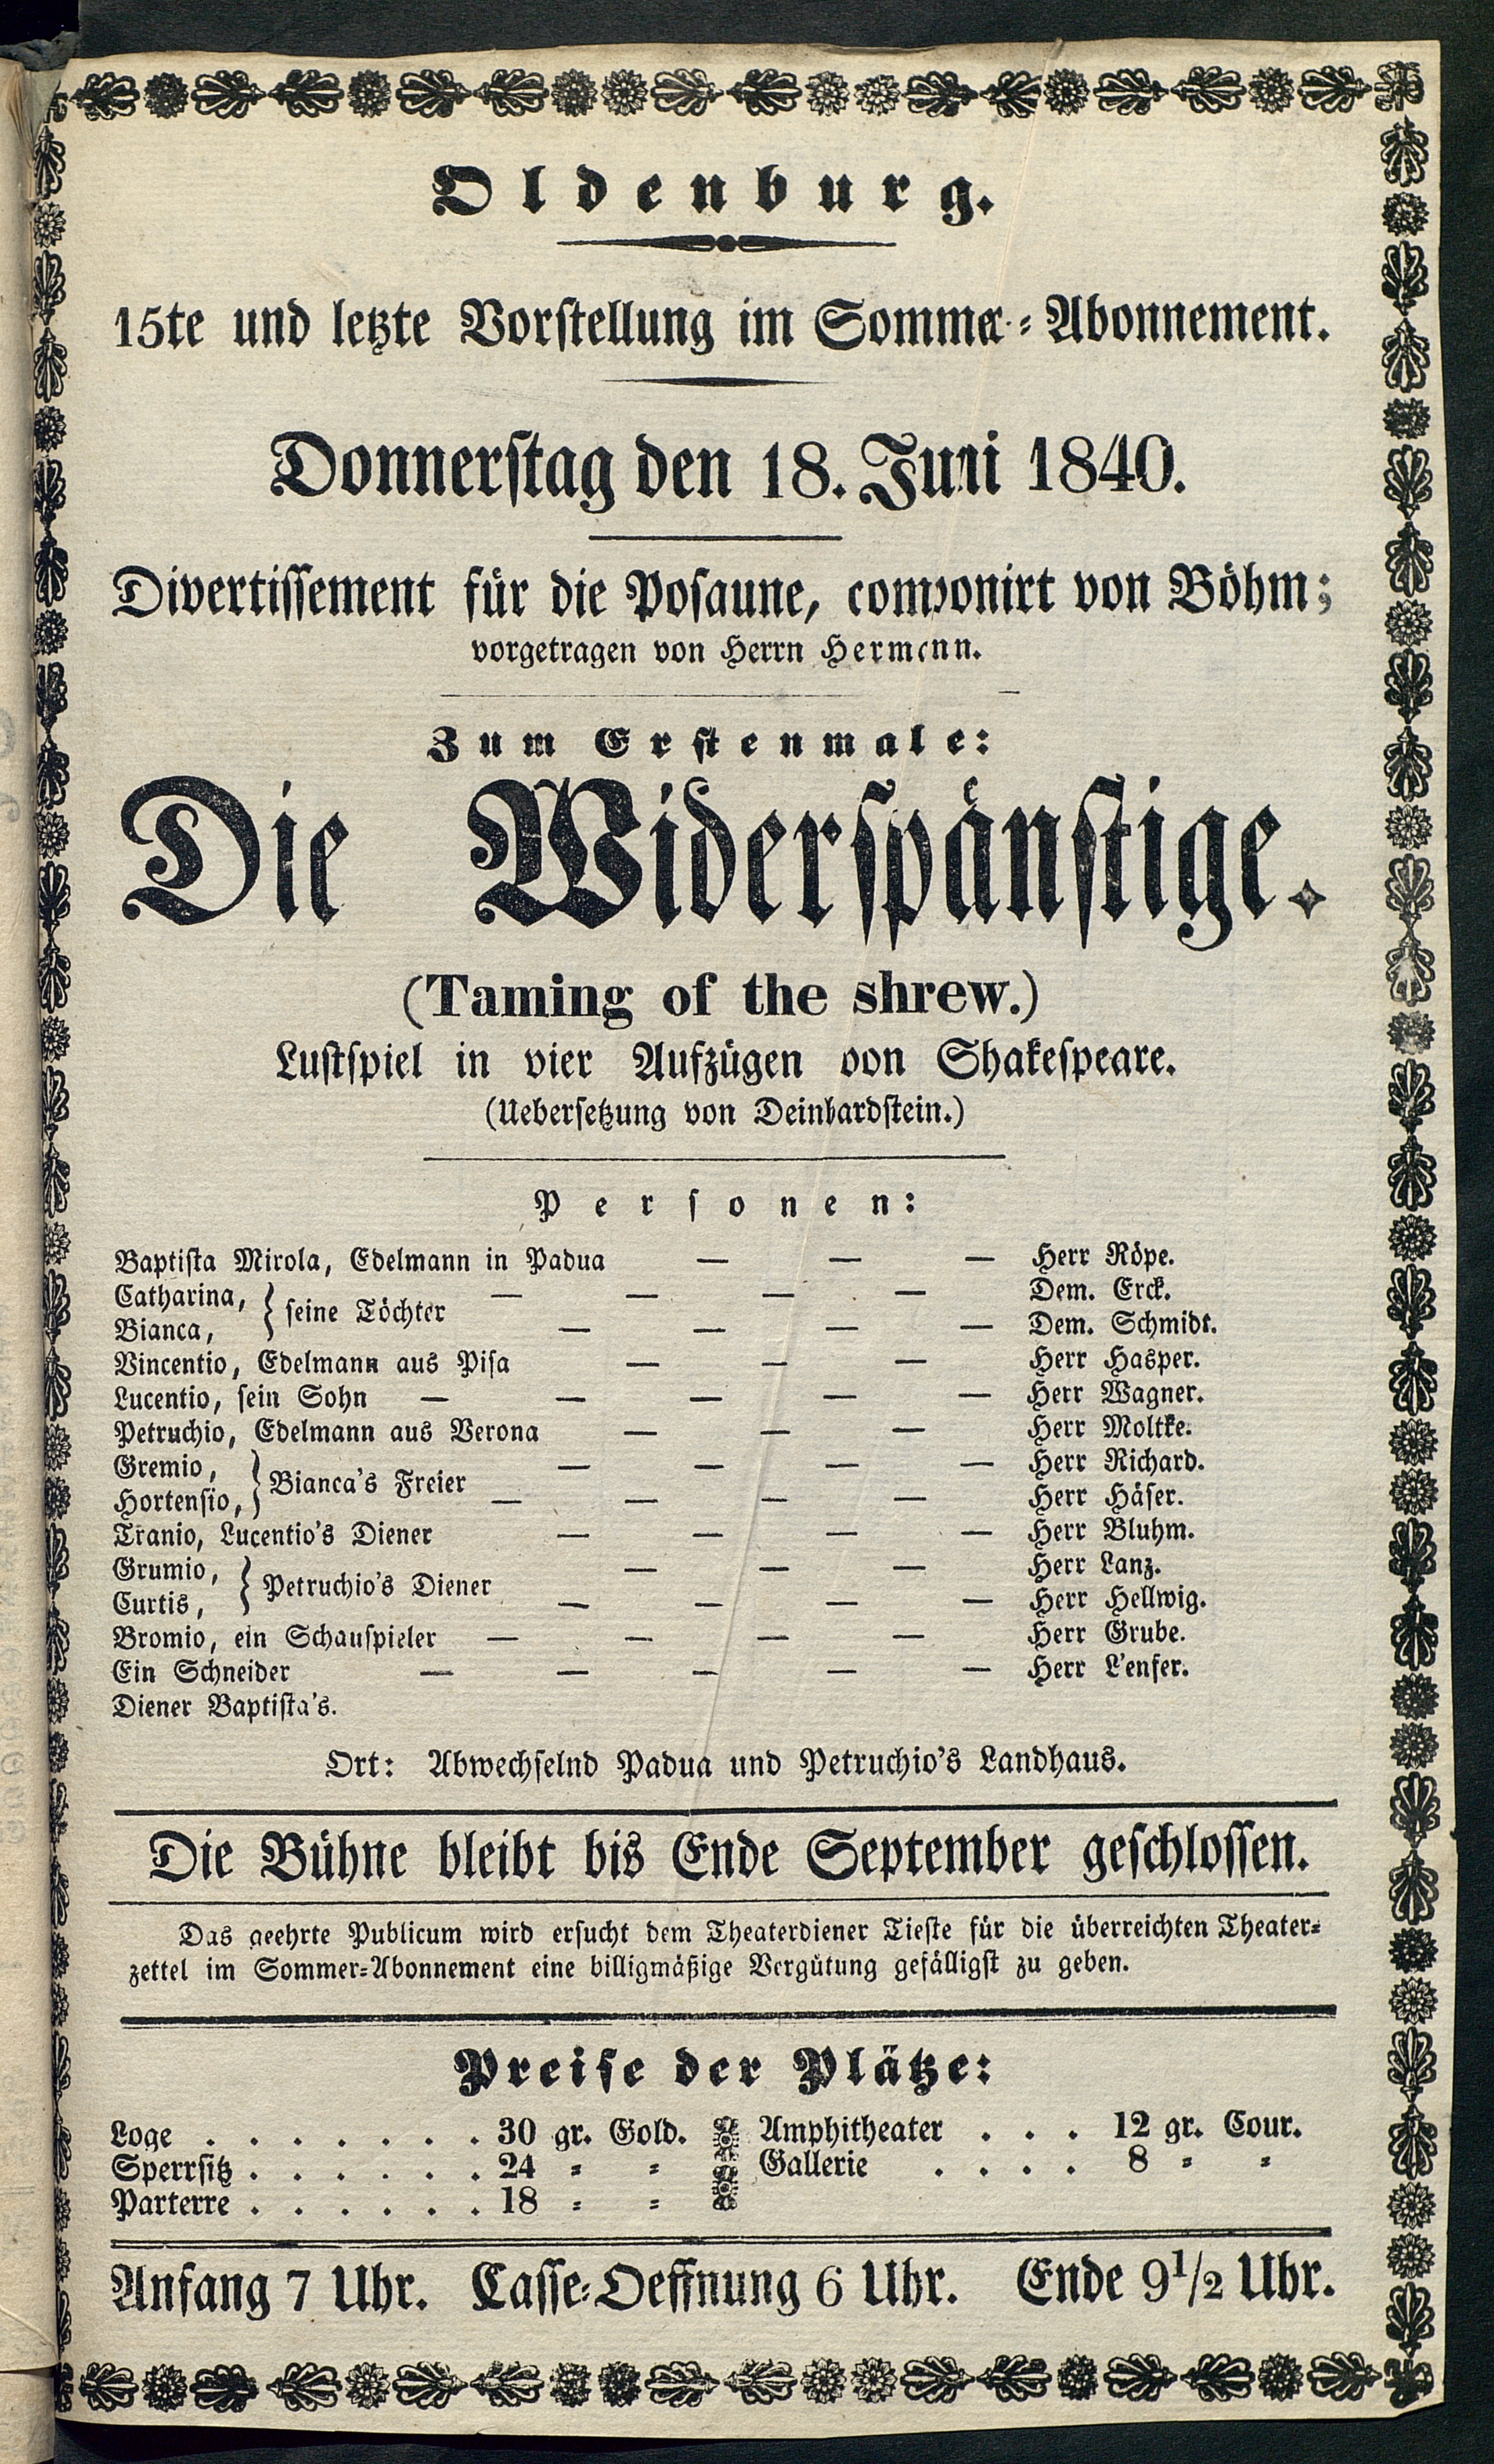 Oldenburg.
15te und letzte Vorstellung im Sommer-Abonnement.
Donnerstag den 18. Juni 1840.
Divertissement für die Posaune, componirt von Böhm;
vorgetragen von Herrn Hermann.
Zum Erstenmale:
Die Widerspänstige.
(Taming of the shrew.)
Lustspiel in vier Aufzügen von Shakespeare.
(Uebersetzung von Deinhardstein.)
Personen:
Baptista Mirola, Edelmann in Padua — — — Herr Röpe.
Catharina, } seine Töchter — — — — Dem. Erck.
Bianca, — — — — Dem. Schmidt.
Vincentio, Edelmann aus Pisa — — — Herr Hasper.
Lucentio, sein Sohn — — — — — Herr Wagner.
Petruchio, Edelmann aus Verona — — — Herr Moltke.
Gremio, } Bianca's Freier — — — — Herr Richard.
Hortensio, — — — — Herr Häser.
Tranio, Lucentio's Diener — — — — Herr Bluhm.
Grumio, } Petruchio's Diener — — — Herr Lanz.
Curtis, — — — — Herr Hellwig.
Bromio, ein Schauspieler — — — — Herr Grube.
Ein Schneider — — — — — Herr L'enfer.
Diener Baptista's.
Ort: Abwechselnd Padua und Petruchio's Landhaus.
Die Bühne bleibt bis Ende September geschlossen.
Das geehrte Publicum wird ersucht dem Theaterdiener Tieste für die überreichten Theater-
zettel im Sommer-Abonnement eine billigmäßige Vergütung gefälligst zu geben.
Preise der Plätze:
Loge . . . . . . . 30 gr. Gold. Amphitheater . . . 12 gr. Cour.
Sperrsitz . . . . . . 24 = = Gallerie . . . . 8 = =
Parterre . . . . . . 18 = =
Anfang 7 Uhr. Casse-Oeffnung 6 Uhr. Ende 9 1/2 Uhr.